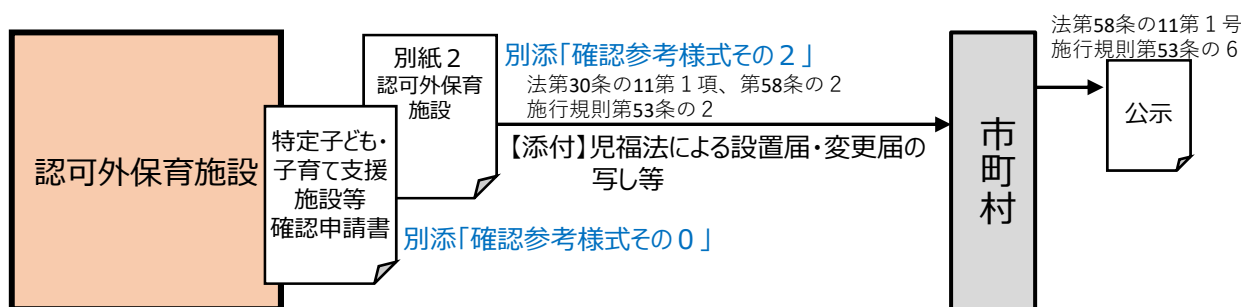 認可外保育施設
特定子ども・
子育て支援
施設等
確認申請書
別添「確認参考様式その０」
別紙２
認可外保育
施設
別添「確認参考様式その２」
法第30条の11第１項、第58条の２
施行規則第53条の２
【添付】児福法による設置届・変更届の
写し等
市町村
法第58条の11第１号
施行規則第53条の６
公示